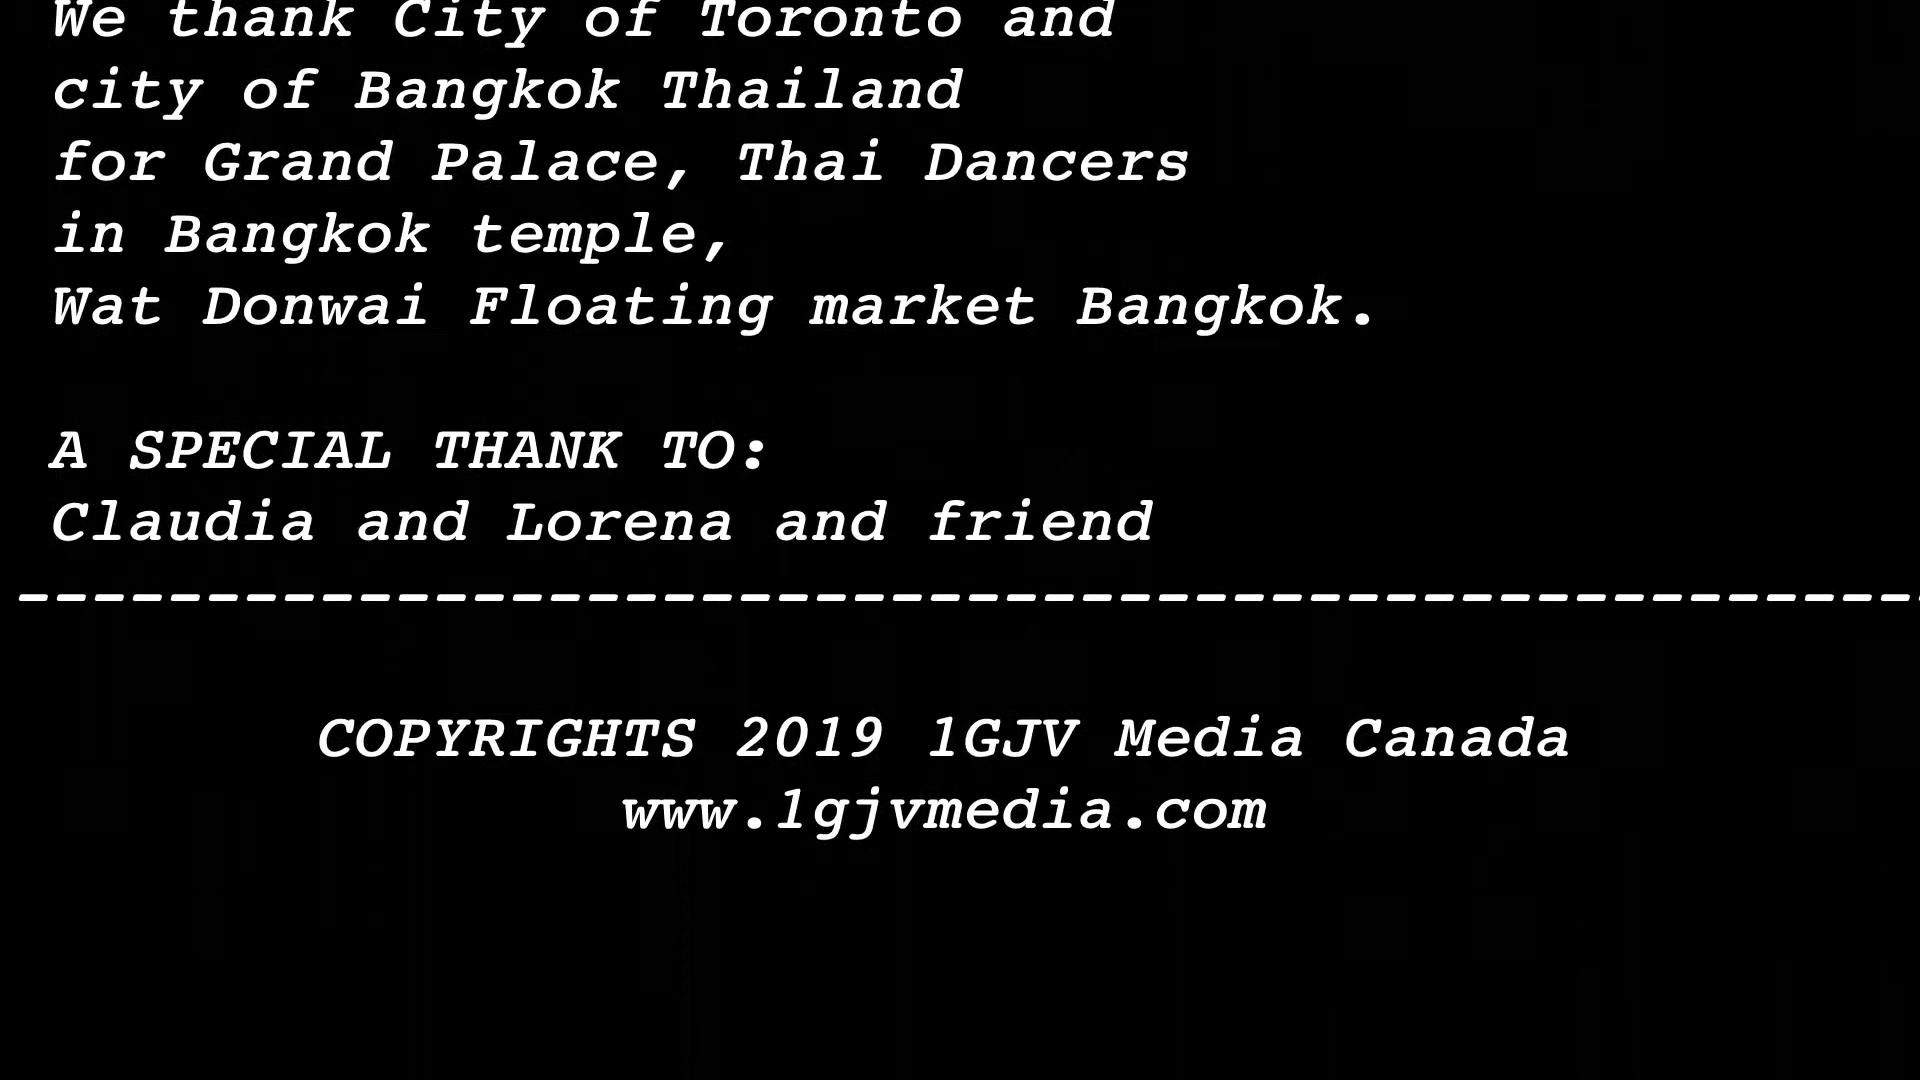 We thank City of Toronto and
city of Bangkok Thailand
for Grand Palace, Thai Dancers
in Bangkok temple,
Wat Donwai Floating market Bangkok.
A SPECIAL THANK TO:
Claudia and Lorena and friend
--------------------------------------------------
COPYRIGHTS 2019 1GJV Media Canada
www.1gjvmedia.com